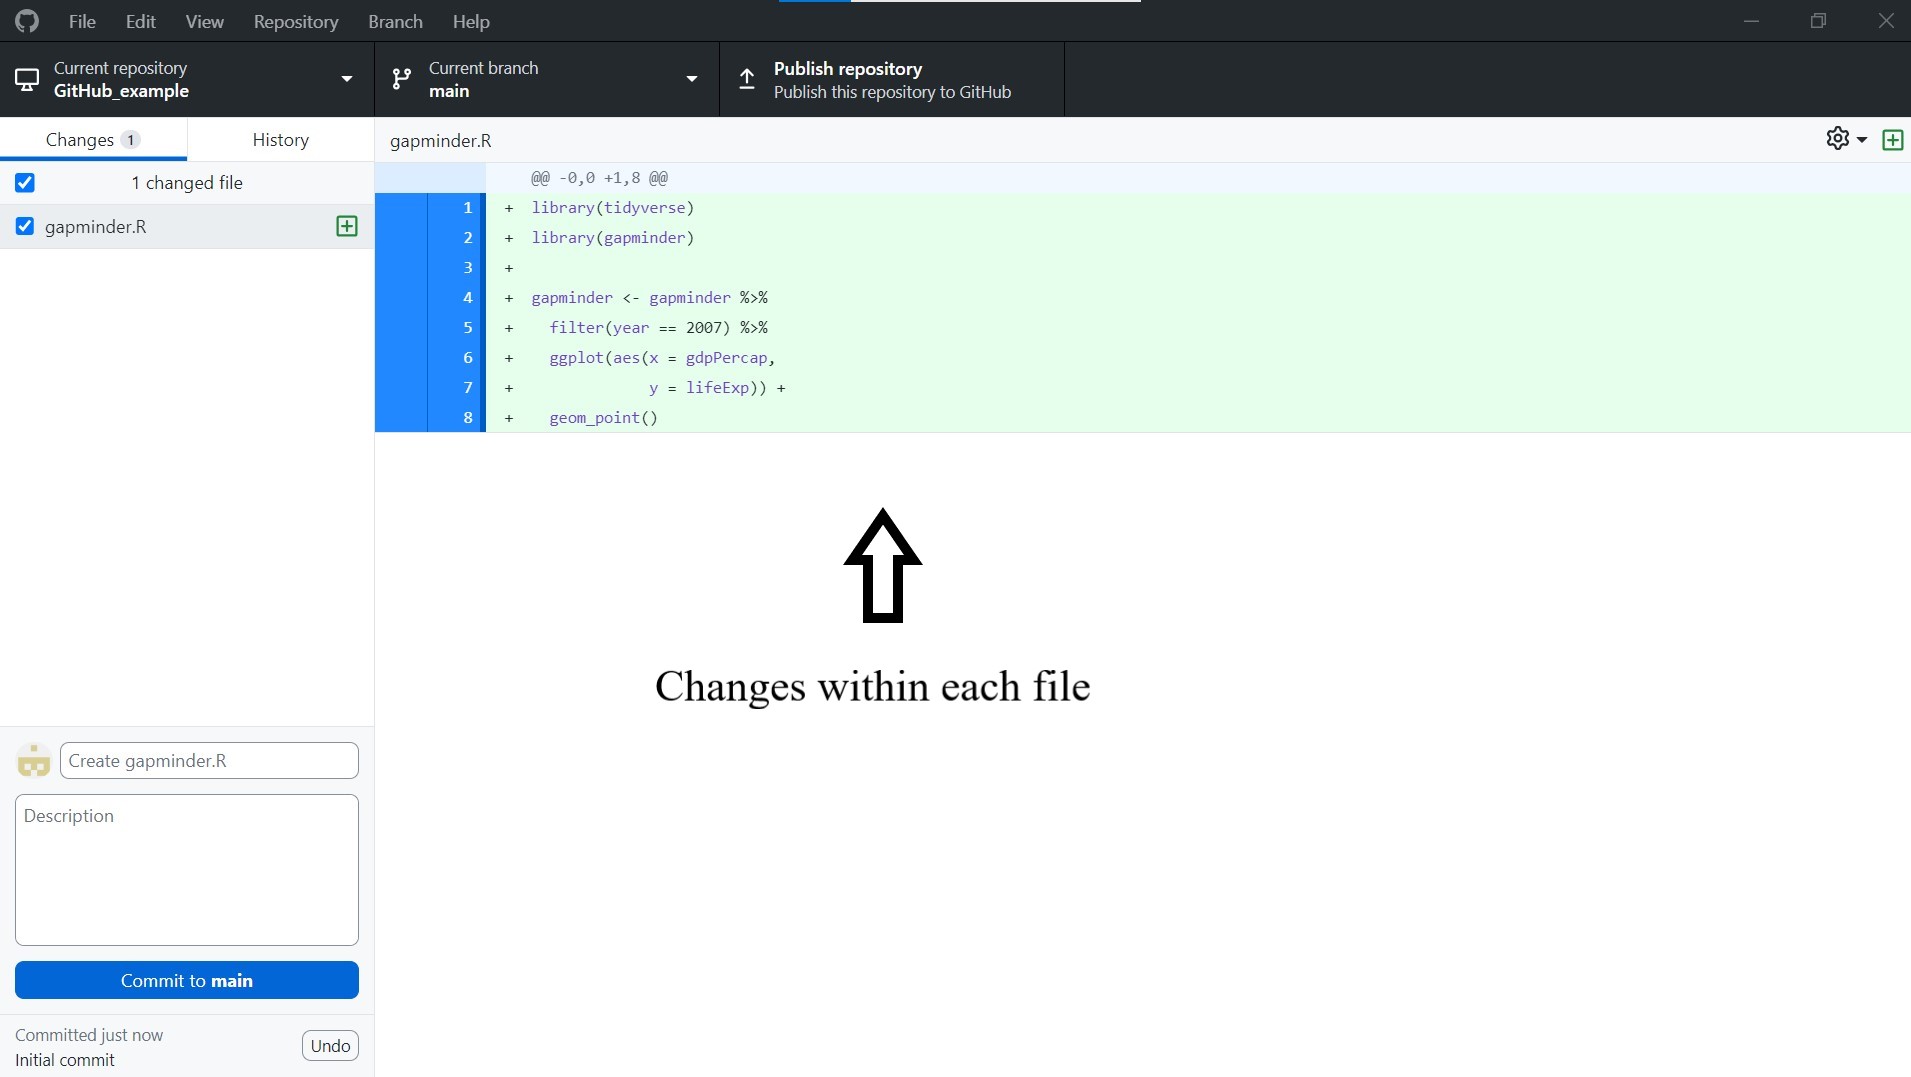 File Edit View Repository Branch Help
Current repository
GitHub_example
Current branch
main
Publish repository
Publish this repository to GitHub
Changes 1
History
gapminder.R
1 changed file
gapminder.R
@@ -0,0 +1,8 @@
1 + library(tidyverse)
2 + library(gapminder)
3 +
4 + gapminder <- gapminder %>%
5 +   filter(year == 2007) %>%
6 +   ggplot(aes(x = gdpPercap,
7 +              y = lifeExp)) +
8 +   geom_point()
Changes within each file
Create gapminder.R
Description
Commit to main
Committed just now
Initial commit
Undo